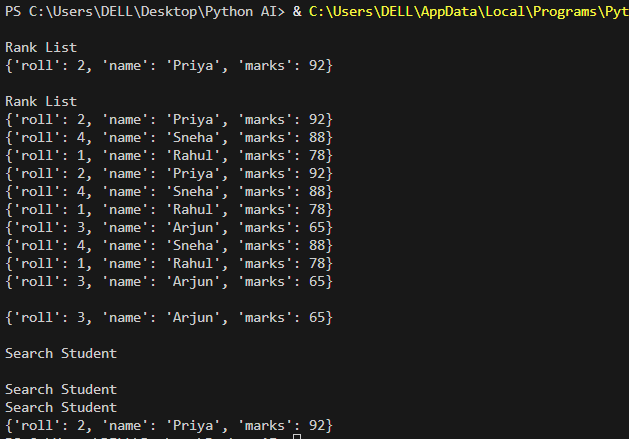 PS C:\Users\DELL\Desktop\Python AI> & C:\Users\DELL\AppData\Local\Programs\Pyt
Rank List
{'roll': 2, 'name': 'Priya', 'marks': 92}
Rank List
{'roll': 2, 'name': 'Priya', 'marks': 92}
{'roll': 4, 'name': 'Sneha', 'marks': 88}
{'roll': 1, 'name': 'Rahul', 'marks': 78}
{'roll': 2, 'name': 'Priya', 'marks': 92}
{'roll': 4, 'name': 'Sneha', 'marks': 88}
{'roll': 1, 'name': 'Rahul', 'marks': 78}
{'roll': 3, 'name': 'Arjun', 'marks': 65}
{'roll': 4, 'name': 'Sneha', 'marks': 88}
{'roll': 1, 'name': 'Rahul', 'marks': 78}
{'roll': 3, 'name': 'Arjun', 'marks': 65}
{'roll': 3, 'name': 'Arjun', 'marks': 65}
Search Student
Search Student
Search Student
{'roll': 2, 'name': 'Priya', 'marks': 92}